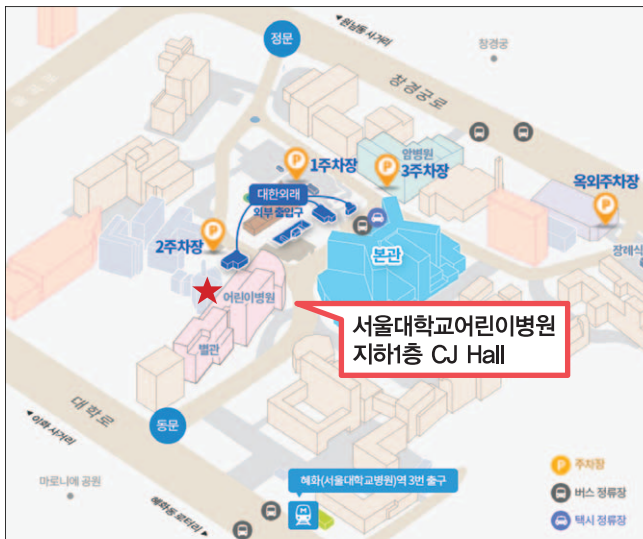 ◀원남동 사거리
정문
창경궁
창경궁로
암병원
P 1주차장
P 3주차장
대한외래
외부 출입구
P 옥외주차장
P 2주차장
본관
장례식
어린이병원
서울대학교어린이병원
지하1층 CJ Hall
별관
대학로
동문
◀이화 사거리
마로니에 공원
혜화(서울대학교병원)역 3번 출구
혜화동 로터리▶
P 주차장
버스 정류장
택시 정류장